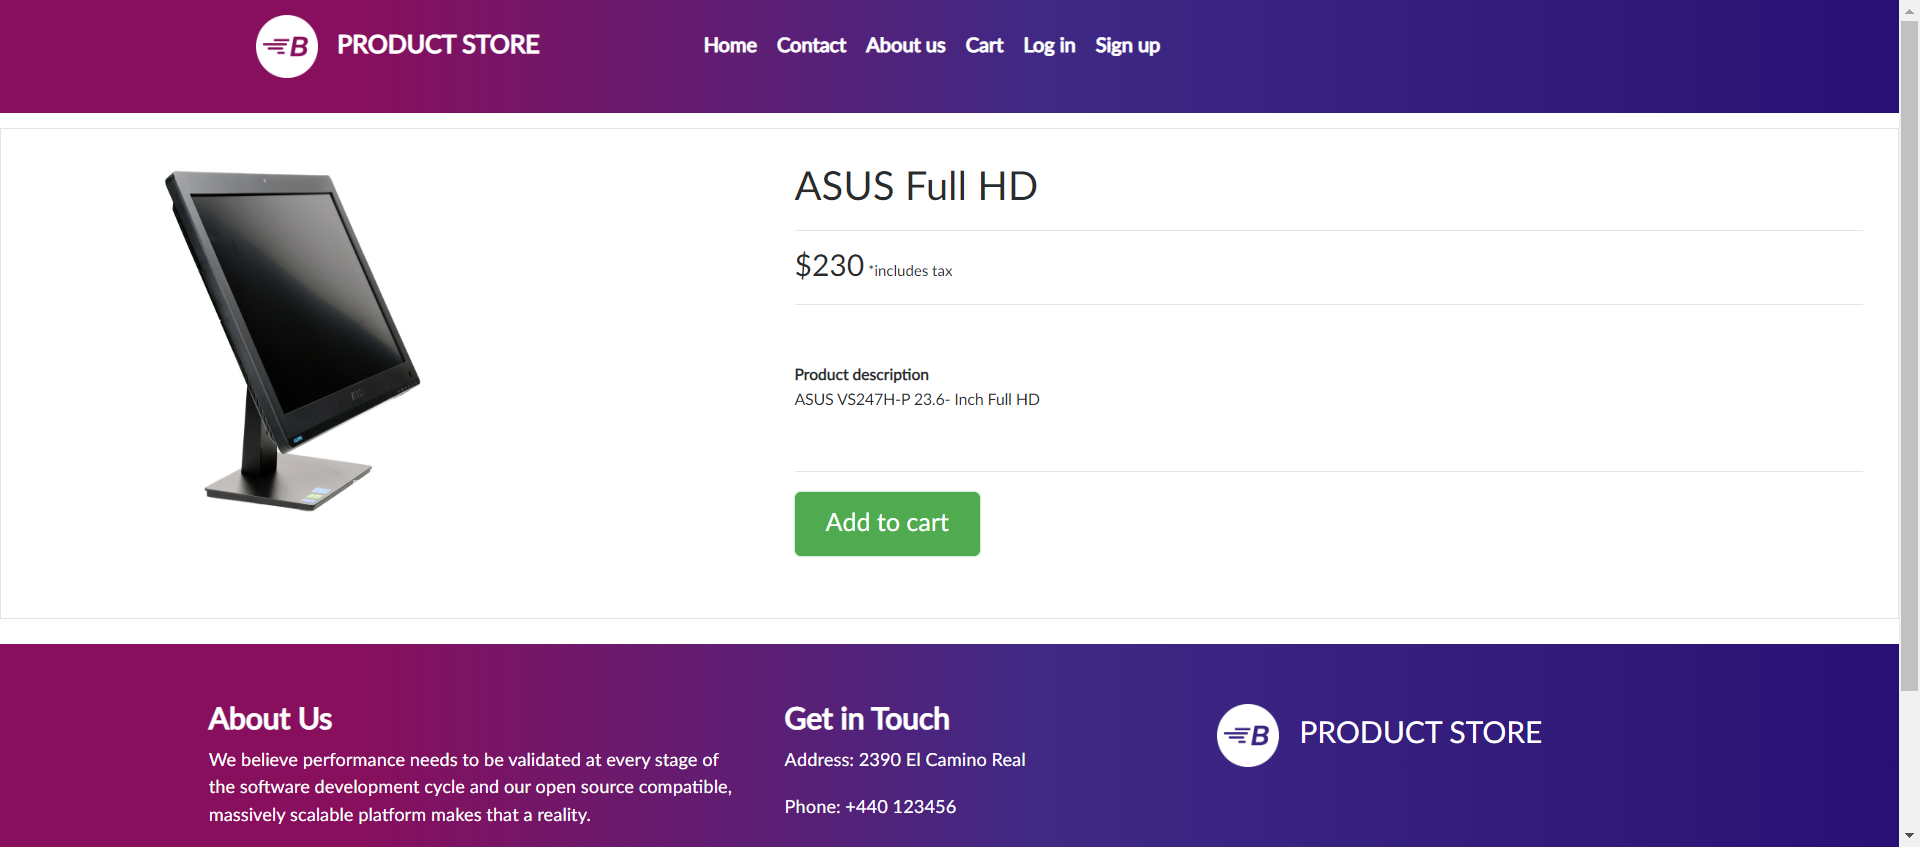 B PRODUCT STORE
Home Contact About us Cart Log in Sign up
ASUS Full HD
$230 *includes tax
Product description
ASUS VS247H-P 23.6- Inch Full HD
Add to cart
About Us
We believe performance needs to be validated at every stage of
the software development cycle and our open source compatible,
massively scalable platform makes that a reality.
Get in Touch
Address: 2390 El Camino Real
Phone: +440 123456
B PRODUCT STORE